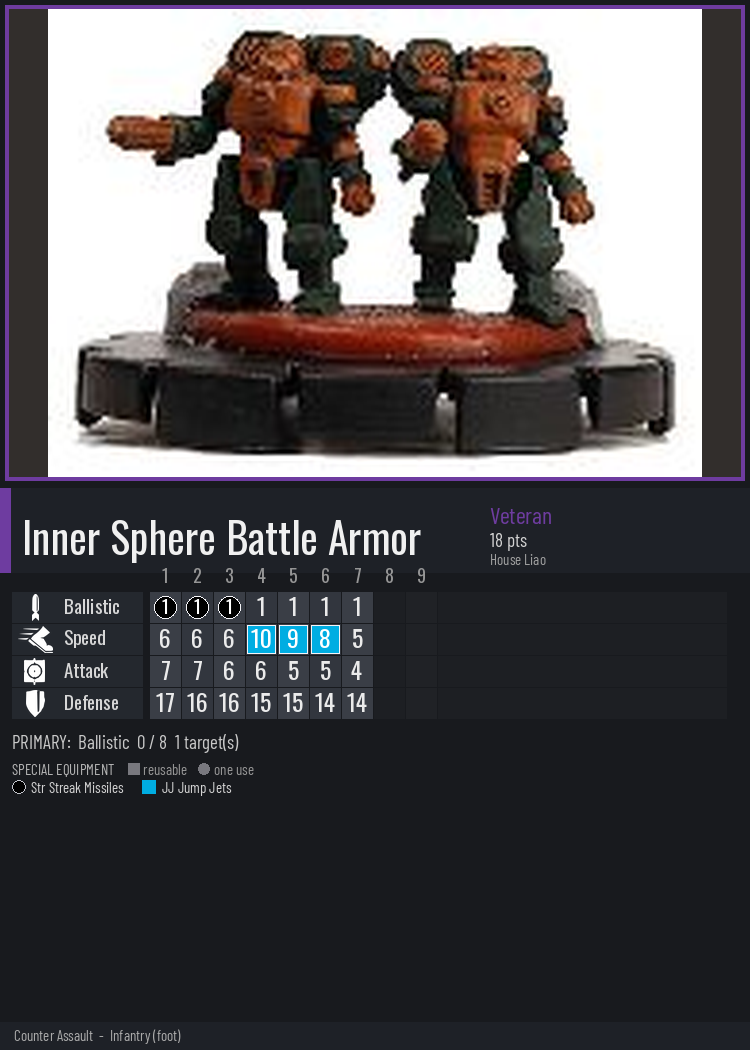 Inner Sphere Battle Armor
Veteran
18 pts
House Liao
1 2 3 4 5 6 7 8 9
Ballistic 1 1 1 1 1 1 1
Speed 6 6 6 10 9 8 5
Attack 7 7 6 6 5 5 4
Defense 17 16 16 15 15 14 14
PRIMARY: Ballistic 0 / 8 1 target(s)
SPECIAL EQUIPMENT reusable one use
Str Streak Missiles JJ Jump Jets
Counter Assault - Infantry (foot)